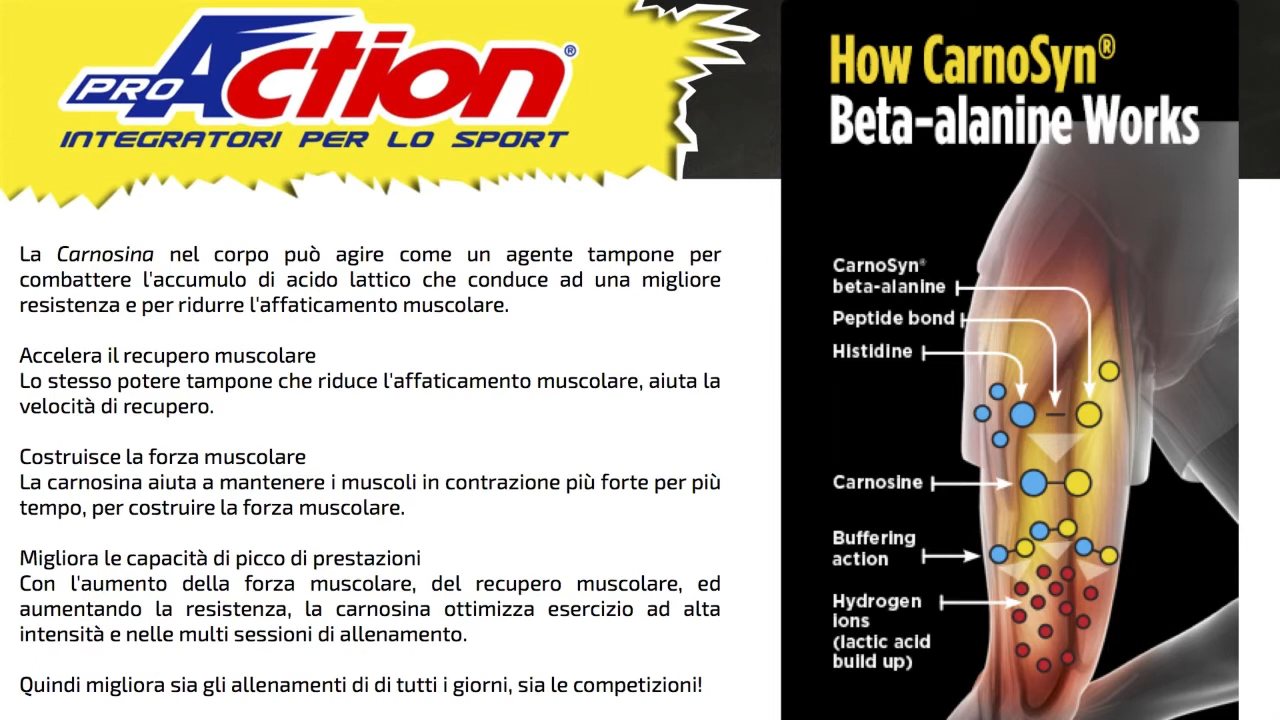 PRO Action®
INTEGRATORI PER LO SPORT
La Carnosina nel corpo può agire come un agente tampone per
combattere l'accumulo di acido lattico che conduce ad una migliore
resistenza e per ridurre l'affaticamento muscolare.
Accelera il recupero muscolare
Lo stesso potere tampone che riduce l'affaticamento muscolare, aiuta la
velocità di recupero.
Costruisce la forza muscolare
La carnosina aiuta a mantenere i muscoli in contrazione più forte per più
tempo, per costruire la forza muscolare.
Migliora le capacità di picco di prestazioni
Con l'aumento della forza muscolare, del recupero muscolare, ed
aumentando la resistenza, la carnosina ottimizza esercizio ad alta
intensità e nelle multi sessioni di allenamento.
Quindi migliora sia gli allenamenti di di tutti i giorni, sia le competizioni!
How CarnoSyn®
Beta-alanine Works
CarnoSyn®
beta-alanine
Peptide bond
Histidine
Carnosine
Buffering
action
Hydrogen
ions
(lactic acid
build up)